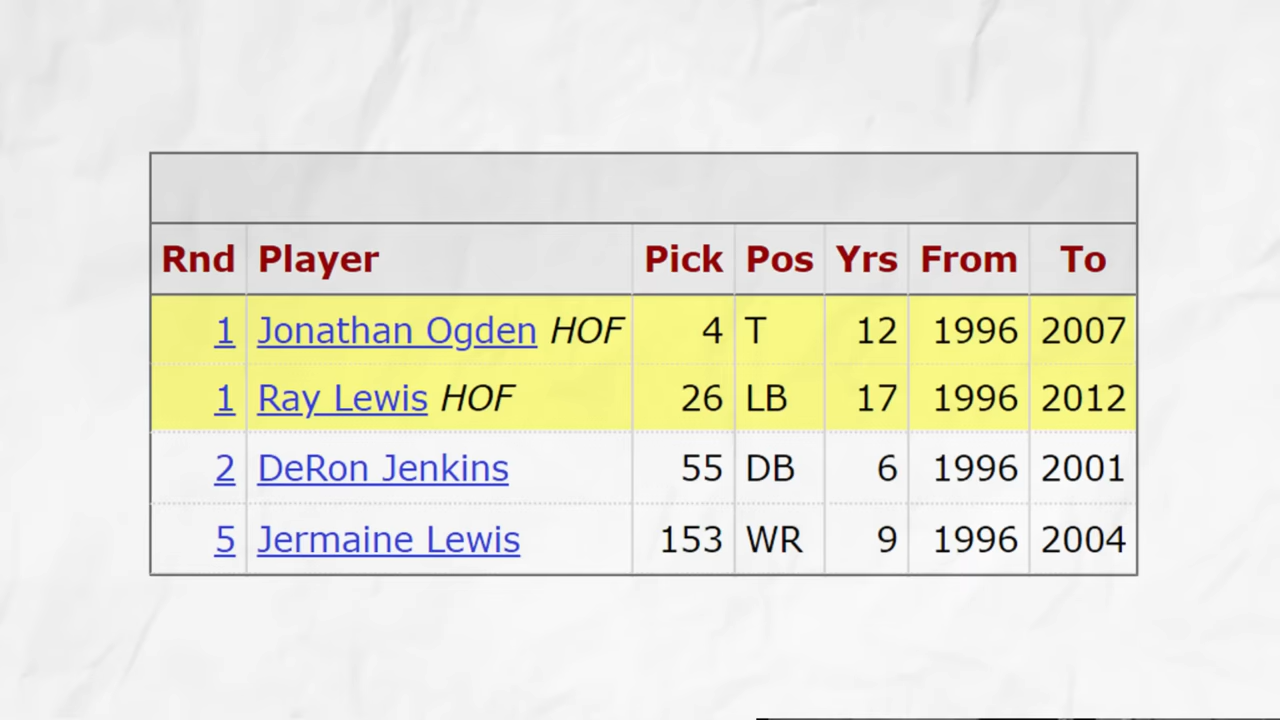 Rnd Player Pick Pos Yrs From To
1 Jonathan Ogden HOF 4 T 12 1996 2007
1 Ray Lewis HOF 26 LB 17 1996 2012
2 DeRon Jenkins 55 DB 6 1996 2001
5 Jermaine Lewis 153 WR 9 1996 2004